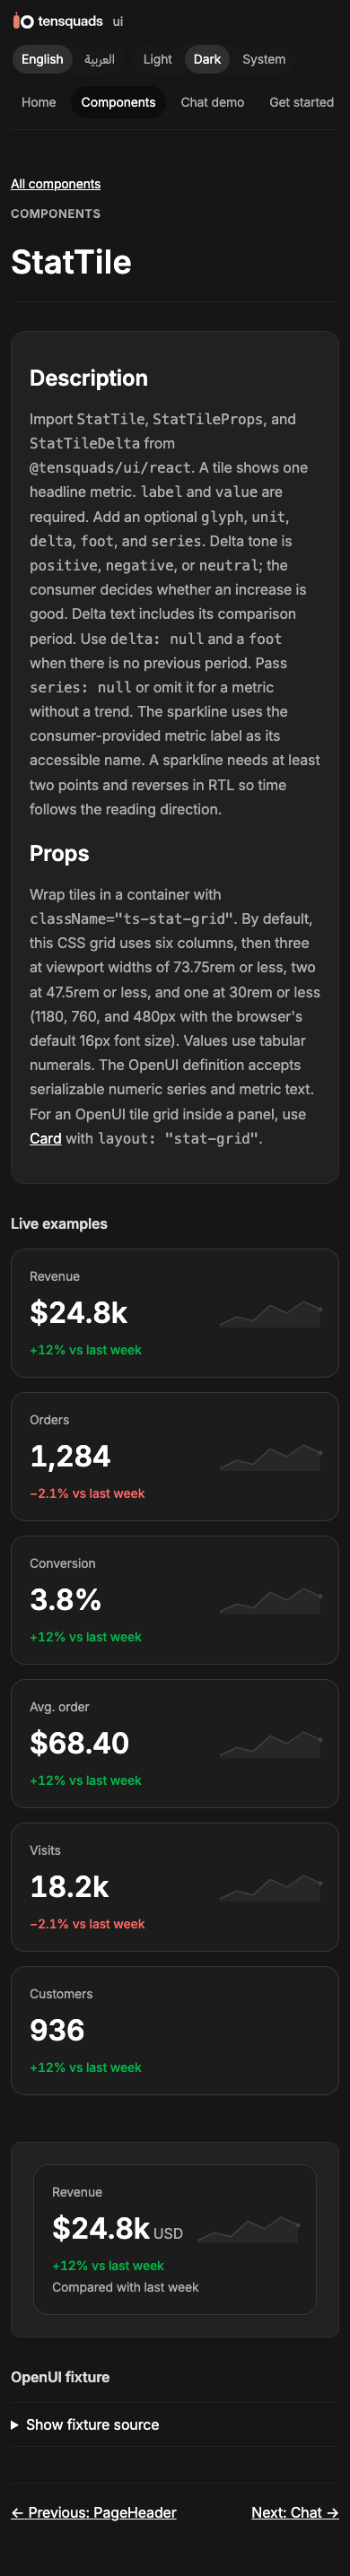 tensquads ui
English العربية Light Dark System
Home Components Chat demo Get started
All components
COMPONENTS
StatTile
Description
Import StatTile, StatTileProps, and
StatTileDelta from
@tensquads/ui/react. A tile shows one
headline metric. label and value are
required. Add an optional glyph, unit,
delta, foot, and series. Delta tone is
positive, negative, or neutral; the
consumer decides whether an increase is
good. Delta text includes its comparison
period. Use delta: null and a foot
when there is no previous period. Pass
series: null or omit it for a metric
without a trend. The sparkline uses the
consumer-provided metric label as its
accessible name. A sparkline needs at least
two points and reverses in RTL so time
follows the reading direction.
Props
Wrap tiles in a container with
className="ts-stat-grid". By default,
this CSS grid uses six columns, then three
at viewport widths of 73.75rem or less, two
at 47.5rem or less, and one at 30rem or less
(1180, 760, and 480px with the browser's
default 16px font size). Values use tabular
numerals. The OpenUI definition accepts
serializable numeric series and metric text.
For an OpenUI tile grid inside a panel, use
Card with layout: "stat-grid".
Live examples
Revenue
$24.8k
+12% vs last week
Orders
1,284
−2.1% vs last week
Conversion
3.8%
+12% vs last week
Avg. order
$68.40
+12% vs last week
Visits
18.2k
−2.1% vs last week
Customers
936
+12% vs last week
Revenue
$24.8k USD
+12% vs last week
Compared with last week
OpenUI fixture
▶ Show fixture source
← Previous: PageHeader Next: Chat →